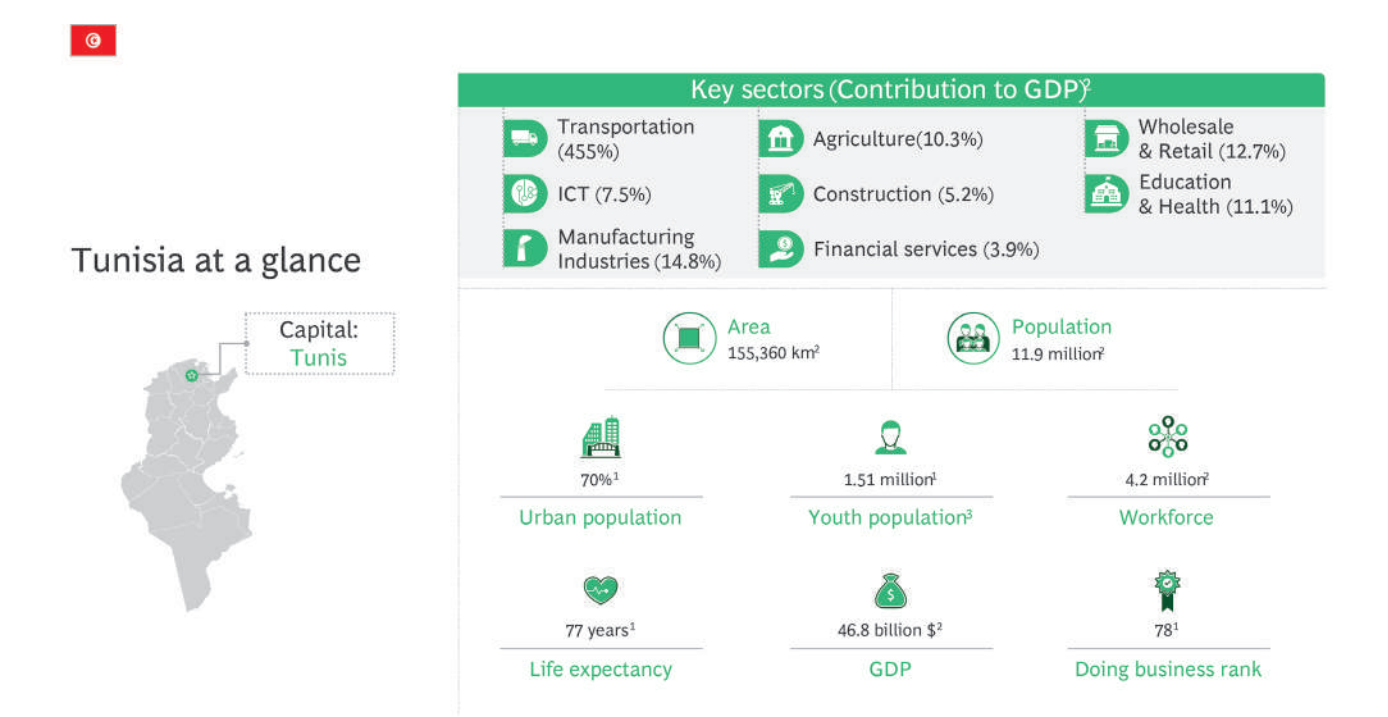 Key sectors (Contribution to GDP)²
Transportation
(455%)
Agriculture(10.3%)
Wholesale
& Retail (12.7%)
ICT (7.5%)
Construction (5.2%)
Education
& Health (11.1%)
Manufacturing
Industries (14.8%)
Financial services (3.9%)
Tunisia at a glance
Capital:
Tunis
Area
155,360 km²
Population
11.9 million²
70%¹
Urban population
1.51 million¹
Youth population³
4.2 million²
Workforce
77 years¹
Life expectancy
46.8 billion $²
GDP
78¹
Doing business rank